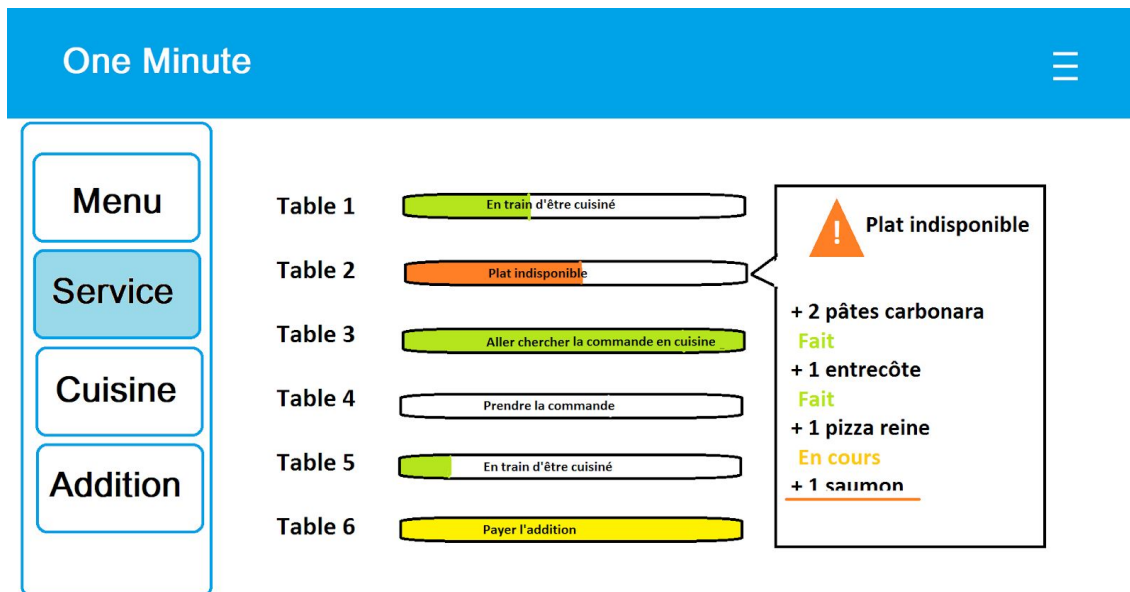 One Minute
Menu
Service
Cuisine
Addition
Table 1
En train d'être cuisiné
Table 2
Plat indisponible
Table 3
Aller chercher la commande en cuisine
Table 4
Prendre la commande
Table 5
En train d'être cuisiné
Table 6
Payer l'addition
! Plat indisponible
+ 2 pâtes carbonara
Fait
+ 1 entrecôte
Fait
+ 1 pizza reine
En cours
+ 1 saumon